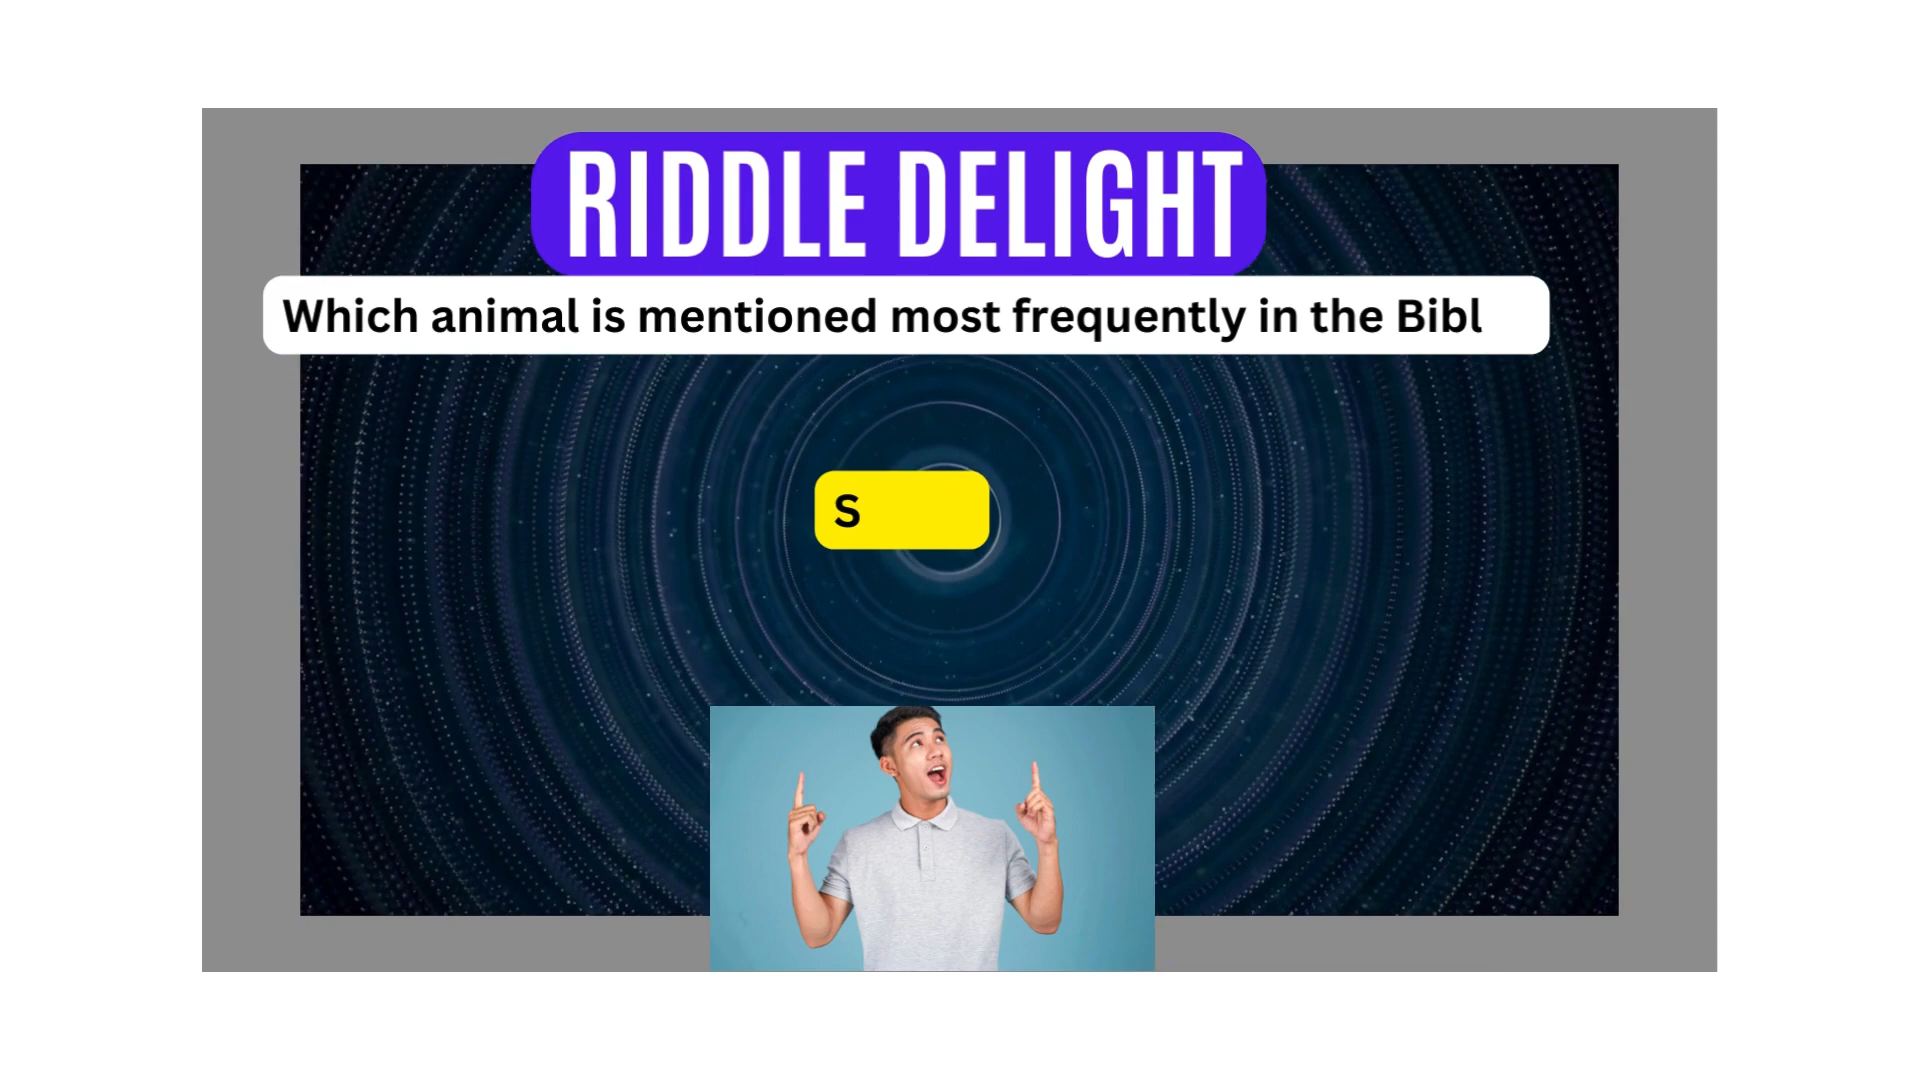 RIDDLE DELIGHT
Which animal is mentioned most frequently in the Bibl
S